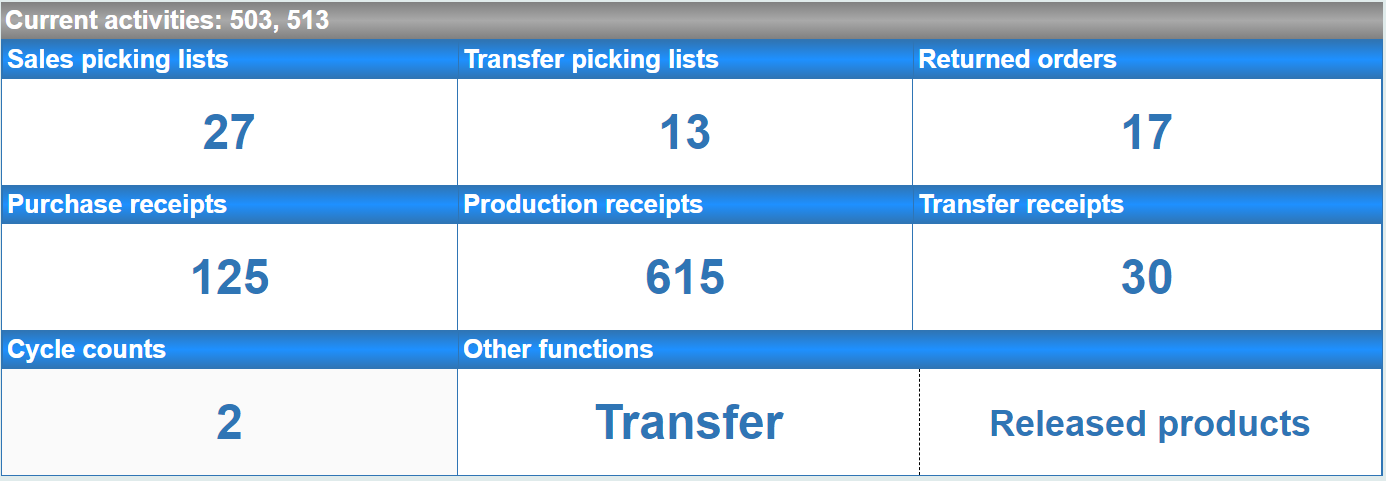 Current activities: 503, 513
Sales picking lists Transfer picking lists Returned orders
27 13 17
Purchase receipts Production receipts Transfer receipts
125 615 30
Cycle counts Other functions
2 Transfer Released products